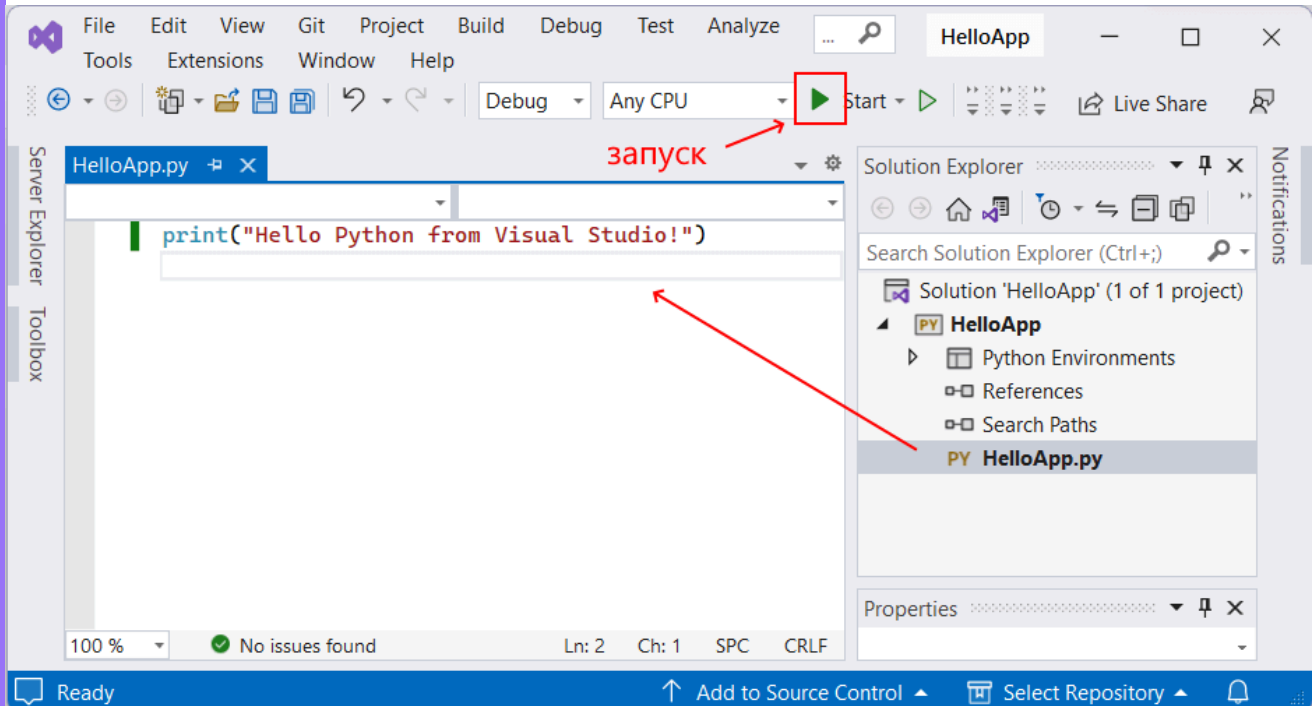 File Edit View Git Project Build Debug Test Analyze ... HelloApp
Tools Extensions Window Help
Debug Any CPU Start Live Share
запуск
Server Explorer
Toolbox
HelloApp.py
print("Hello Python from Visual Studio!")
100 % No issues found Ln: 2 Ch: 1 SPC CRLF
Solution Explorer
Search Solution Explorer (Ctrl+;)
Solution 'HelloApp' (1 of 1 project)
PY HelloApp
Python Environments
References
Search Paths
PY HelloApp.py
Properties
Notifications
Ready Add to Source Control Select Repository